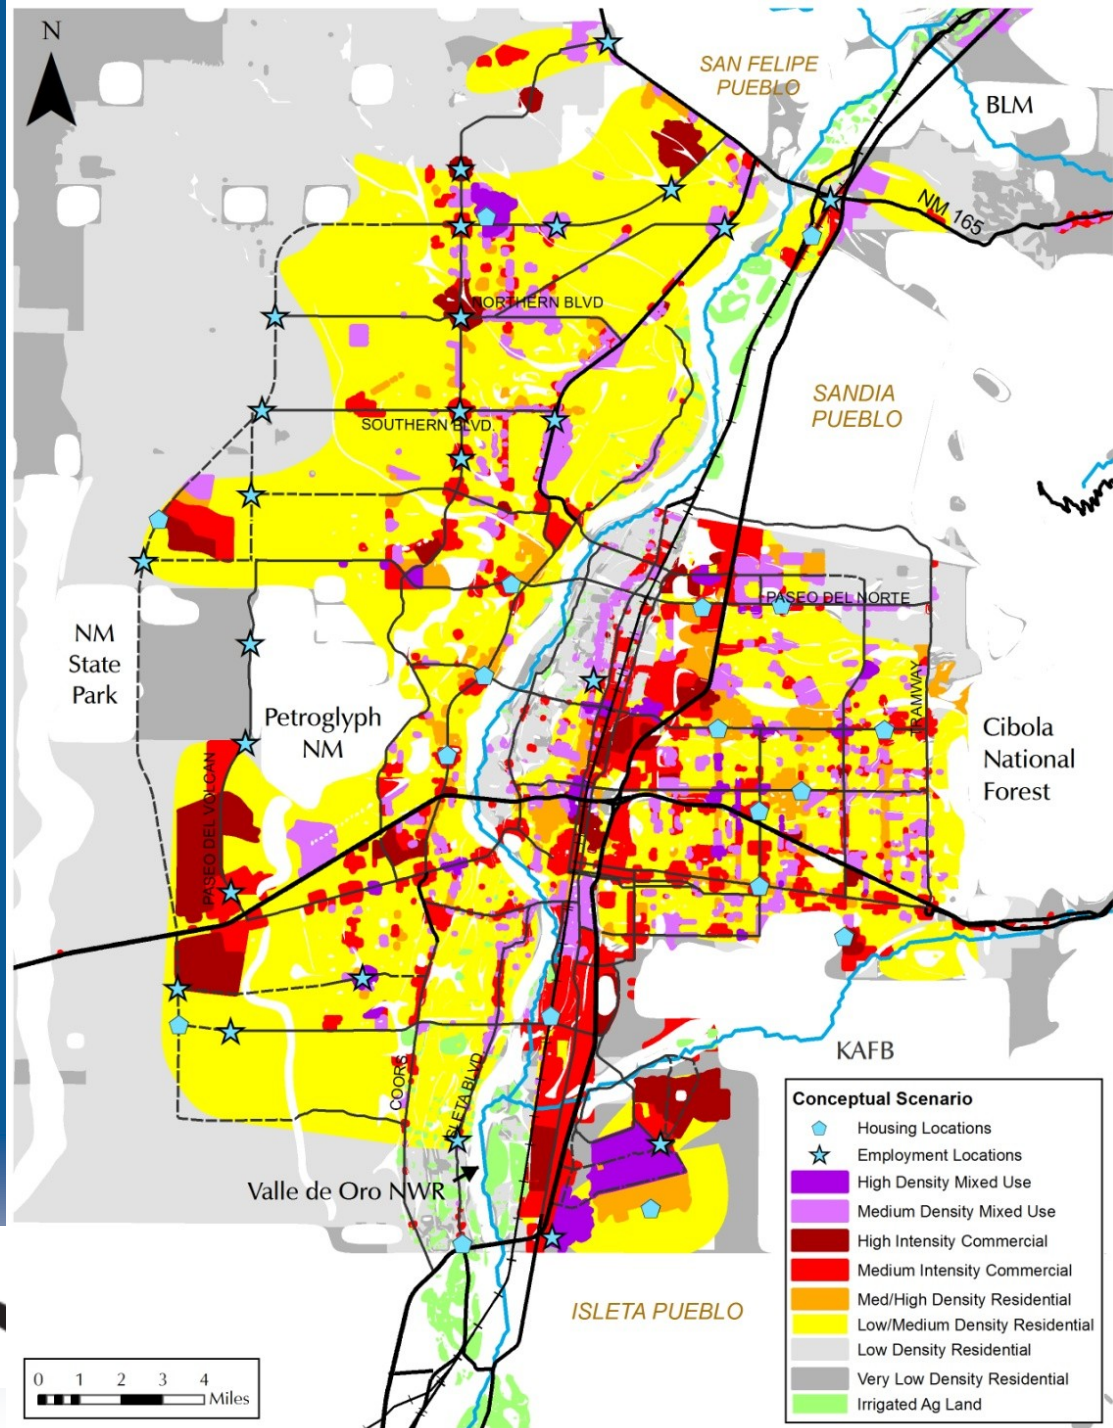 N
SAN FELIPE
PUEBLO
BLM
NM 165
NORTHERN BLVD
SANDIA
PUEBLO
SOUTHERN BLVD.
PASEO DEL NORTE
NM
State
Park
Petroglyph
NM
TRAMWAY
Cibola
National
Forest
PASEO DEL VOLCAN
KAFB
COORS
ISLETA BLVD.
Valle de Oro NWR
ISLETA PUEBLO
Conceptual Scenario
Housing Locations
Employment Locations
High Density Mixed Use
Medium Density Mixed Use
High Intensity Commercial
Medium Intensity Commercial
Med/High Density Residential
Low/Medium Density Residential
Low Density Residential
Very Low Density Residential
Irrigated Ag Land
0 1 2 3 4
Miles